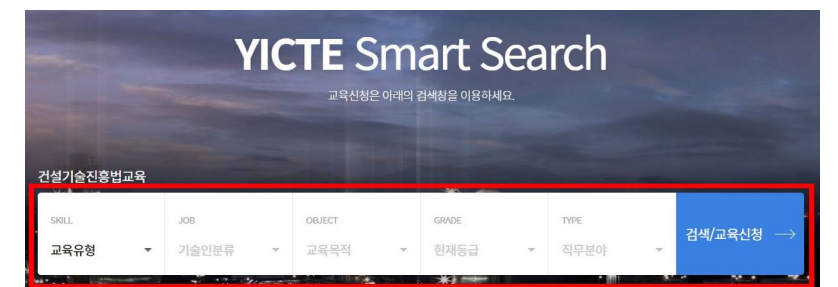 YICTE Smart Search
교육신청은 아래의 검색창을 이용하세요.
건설기술진흥법교육
SKILL
교육유형
JOB
기술인분류
OBJECT
교육목적
GRADE
현재등급
TYPE
직무분야
검색/교육신청